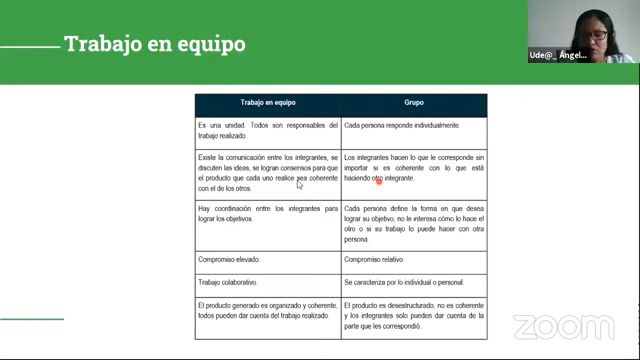 Trabajo en equipo
Ude@_ Ángel...
Trabajo en equipo
Grupo
Es una unidad. Todos son responsables del
trabajo realizado.
Cada persona responde individualmente.
Existe la comunicación entre los integrantes, se
discuten las ideas, se logran consensos para que
el producto que cada uno realice sea coherente
con el de los otros.
Los integrantes hacen lo que le corresponde sin
importar si es coherente con lo que está
haciendo otro integrante.
Hay coordinación entre los integrantes para
lograr los objetivos.
Cada persona define la forma en que desea
lograr su objetivo, no le interesa cómo lo hace el
otro o si su trabajo lo puede hacer con otra
persona.
Compromiso elevado.
Compromiso relativo.
Trabajo colaborativo.
Se caracteriza por lo individual o personal.
El producto generado es organizado y coherente,
todos pueden dar cuenta del trabajo realizado.
El producto es desestructurado, no es coherente
y los integrantes solo pueden dar cuenta de la
parte que les correspondió.
zoom